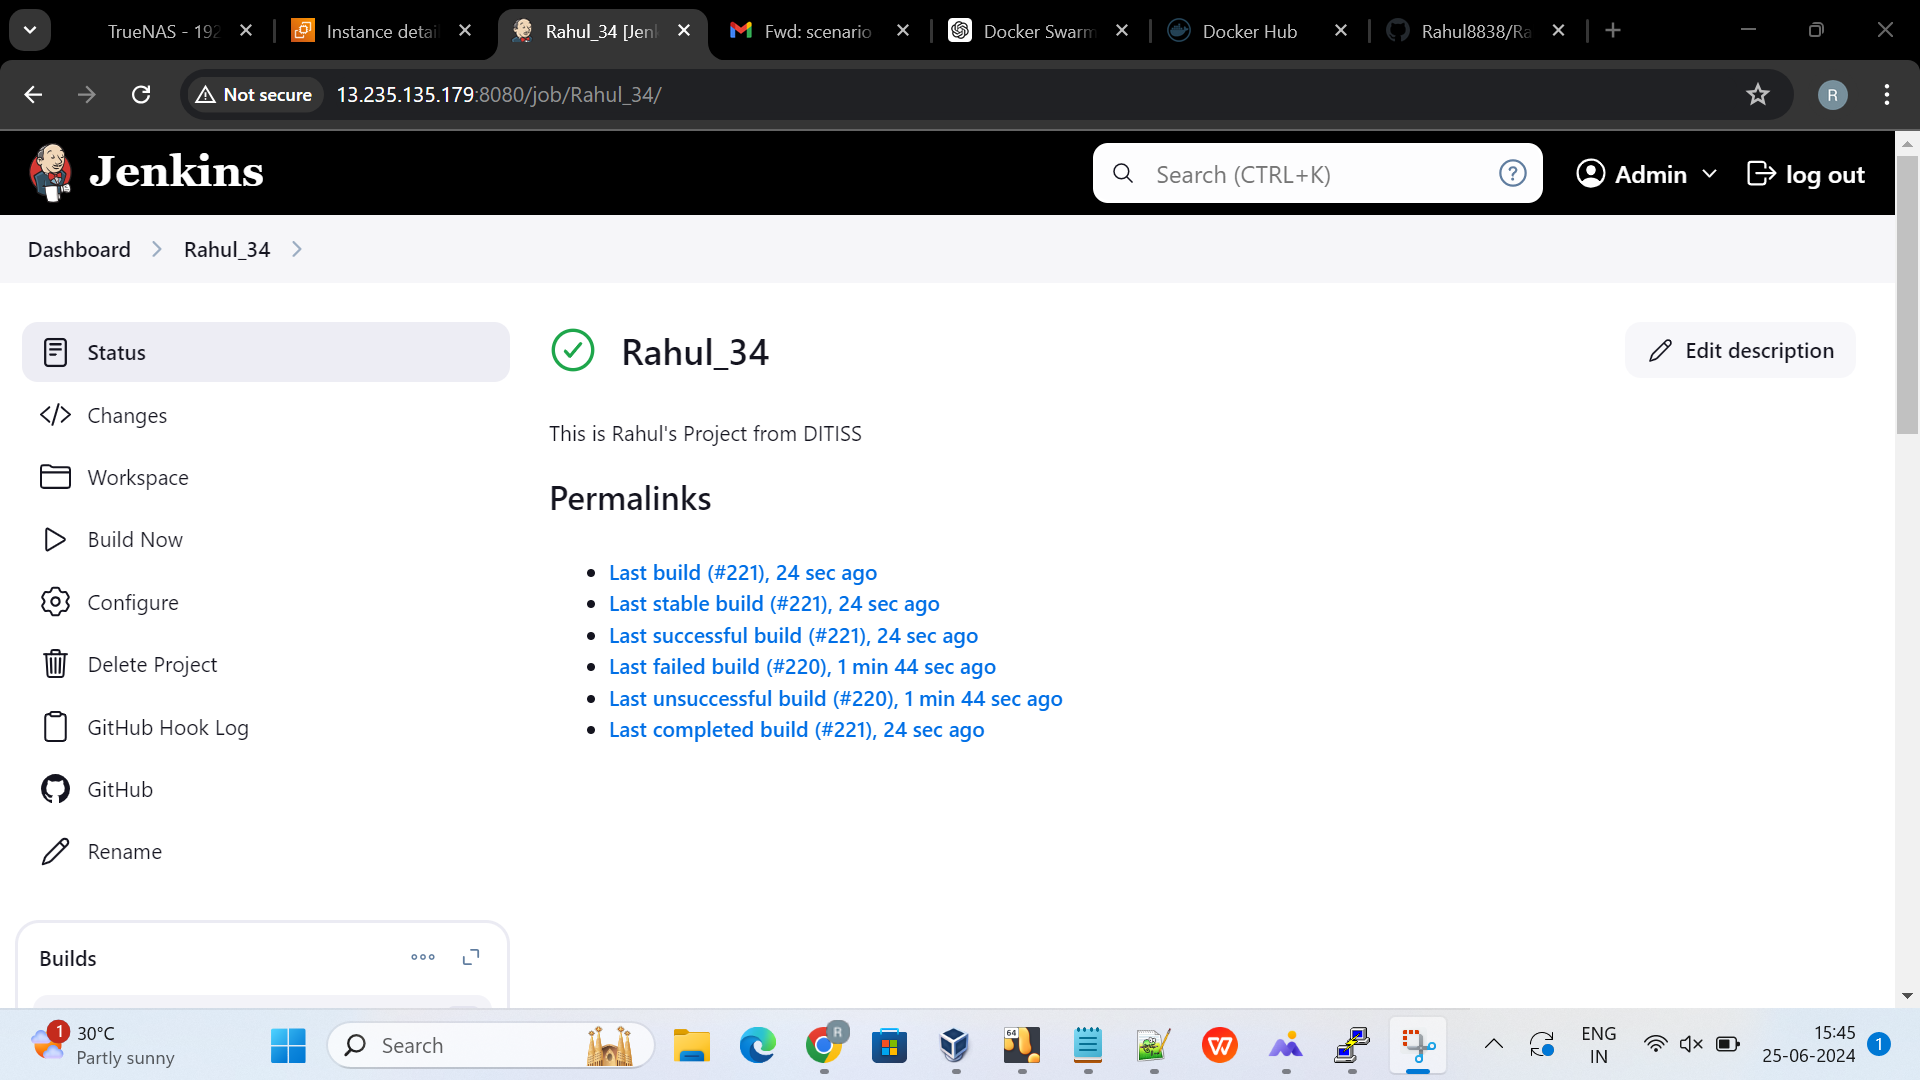 TrueNAS - 192
Instance detail
Rahul_34 [Jenk
Fwd: scenario
Docker Swarm
Docker Hub
Rahul8838/Ra
Not secure
13.235.135.179:8080/job/Rahul_34/
R
Jenkins
Search (CTRL+K)
?
Admin
log out
Dashboard
Rahul_34
Status
Changes
Workspace
Build Now
Configure
Delete Project
GitHub Hook Log
GitHub
Rename
Builds
Rahul_34
Edit description
This is Rahul's Project from DITISS
Permalinks
Last build (#221), 24 sec ago
Last stable build (#221), 24 sec ago
Last successful build (#221), 24 sec ago
Last failed build (#220), 1 min 44 sec ago
Last unsuccessful build (#220), 1 min 44 sec ago
Last completed build (#221), 24 sec ago
1
30°C
Partly sunny
Search
R
64
W
ENG
IN
15:45
25-06-2024
1